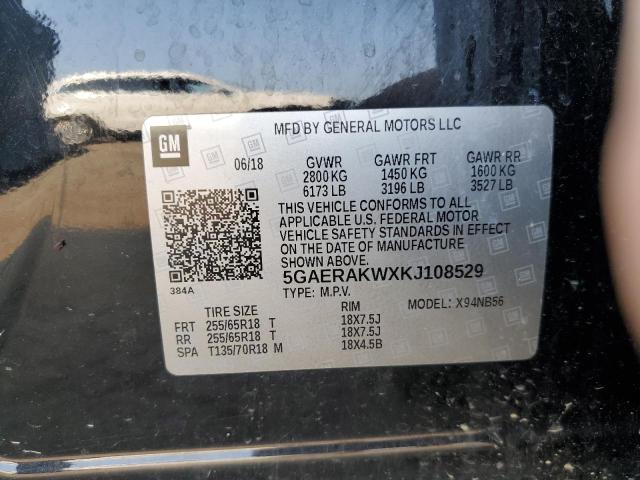 GM
MFD BY GENERAL MOTORS LLC
06/18 GVWR GAWR FRT GAWR RR
2800 KG 1450 KG 1600 KG
6173 LB 3196 LB 3527 LB
THIS VEHICLE CONFORMS TO ALL
APPLICABLE U.S. FEDERAL MOTOR
VEHICLE SAFETY STANDARDS IN EFFECT
ON THE DATE OF MANUFACTURE
SHOWN ABOVE.
384A
5GAERAKWXKJ108529
TYPE: M.P.V. MODEL: X94NB56
TIRE SIZE RIM
FRT 255/65R18 T 18X7.5J
RR 255/65R18 T 18X7.5J
SPA T135/70R18 M 18X4.5B